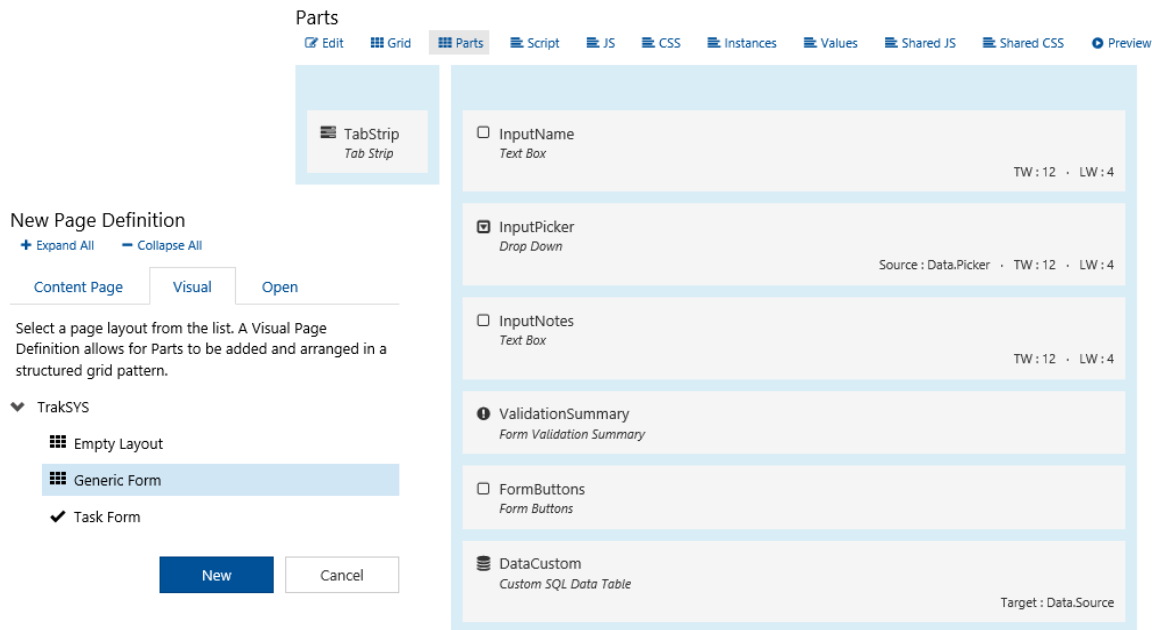 Parts
Edit Grid Parts Script JS CSS Instances Values Shared JS Shared CSS Preview
TabStrip
Tab Strip
InputName
Text Box
TW : 12 · LW : 4
InputPicker
Drop Down
Source : Data.Picker · TW : 12 · LW : 4
InputNotes
Text Box
TW : 12 · LW : 4
ValidationSummary
Form Validation Summary
FormButtons
Form Buttons
DataCustom
Custom SQL Data Table
Target : Data.Source
New Page Definition
Expand All Collapse All
Content Page Visual Open
Select a page layout from the list. A Visual Page
Definition allows for Parts to be added and arranged in a
structured grid pattern.
TrakSYS
Empty Layout
Generic Form
Task Form
New Cancel